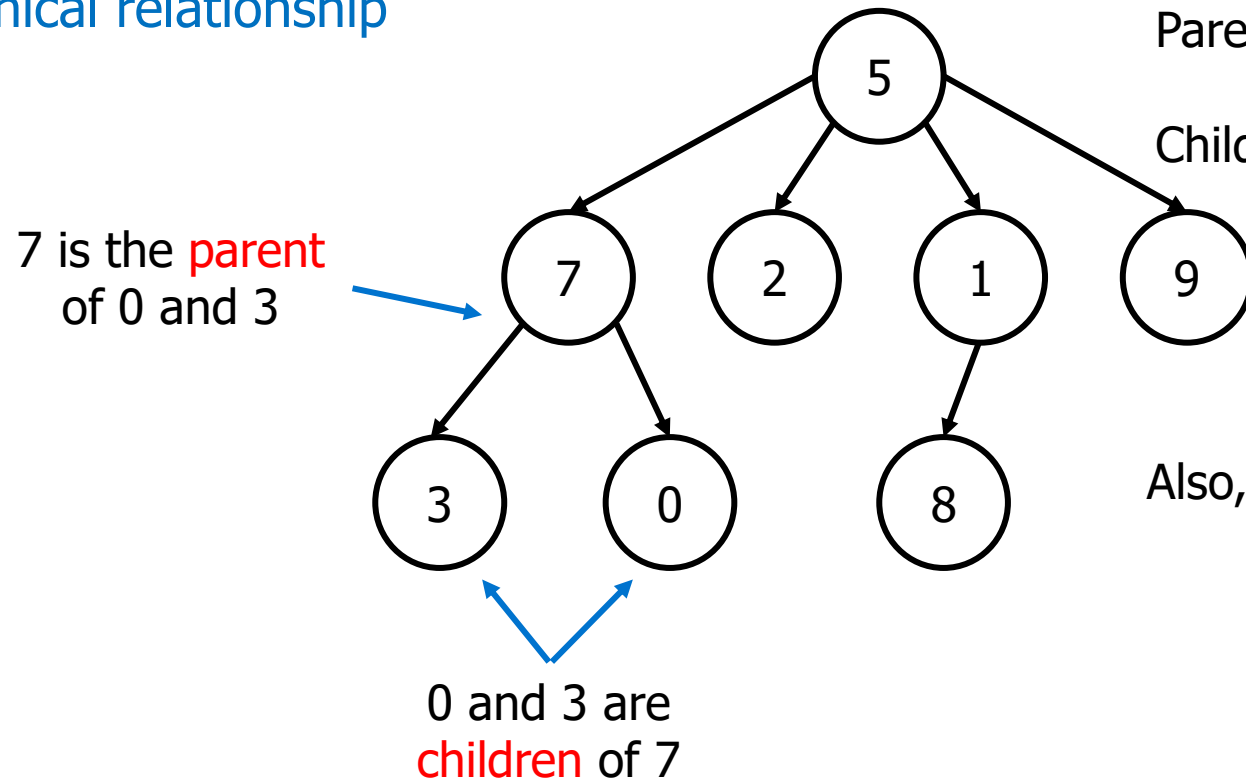 relationship
5
Pare
Child
7 is the parent
of 0 and 3
7
2
1
9
3
0
8
Also,
0 and 3 are
children of 7